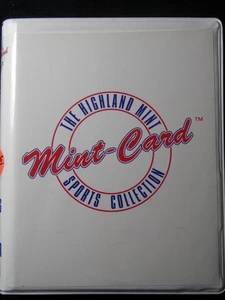 THE HIGHLAND MINT
Mint-Card™
SPORTS COLLECTION